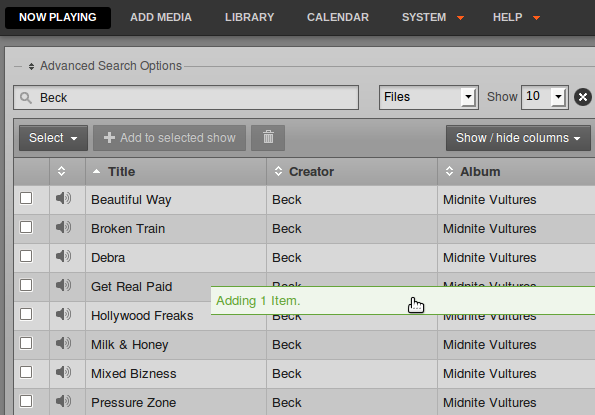 NOW PLAYING ADD MEDIA LIBRARY CALENDAR SYSTEM HELP
Advanced Search Options
Beck Files Show 10
Select Add to selected show Show / hide columns
Title Creator Album
Beautiful Way Beck Midnite Vultures
Broken Train Beck Midnite Vultures
Debra Beck Midnite Vultures
Get Real Paid Beck Midnite Vultures
Adding 1 Item.
Hollywood Freaks Beck Midnite Vultures
Milk & Honey Beck Midnite Vultures
Mixed Bizness Beck Midnite Vultures
Pressure Zone Beck Midnite Vultures